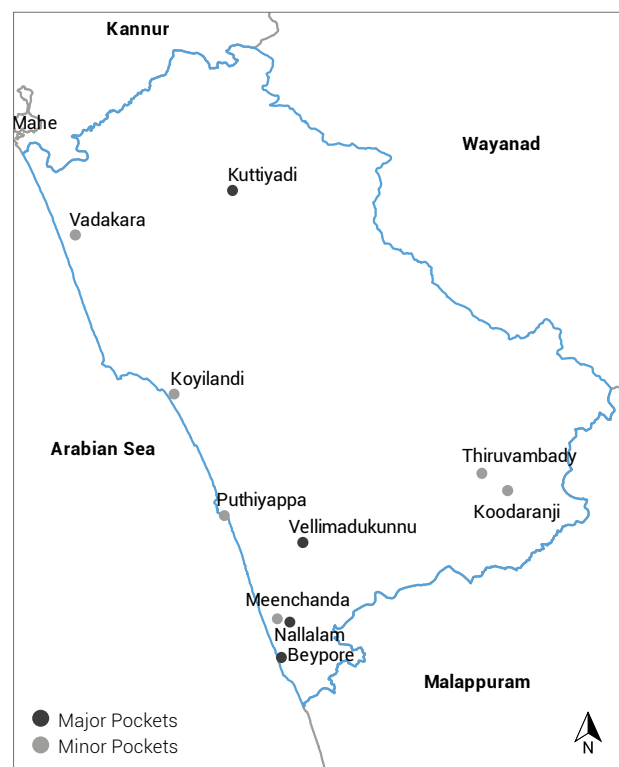 Kannur
Mahe
Wayanad
Kuttiyadi
Vadakara
Koyilandi
Arabian Sea
Thiruvambady
Puthiyappa
Koodaranji
Vellimadukunnu
Meenchanda
Nallalam
Beypore
Malappuram
Major Pockets
Minor Pockets
N